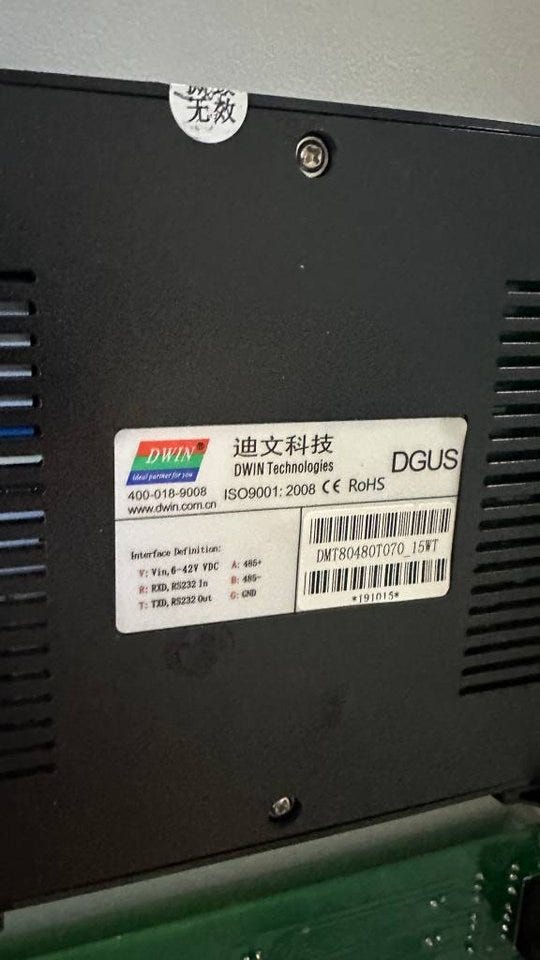 无效
DWIN®
Ideal partner for you
迪文科技
DWIN Technologies
DGUS
400-018-9008
ISO9001: 2008 CE RoHS
www.dwin.com.cn
Interface Definition:
V: Vin, 6-42V VDC A: 485+
R: RXD, RS232 In B: 485-
T: TXD, RS232 Out G: GND
DMT80480T070_15WT
*191015*